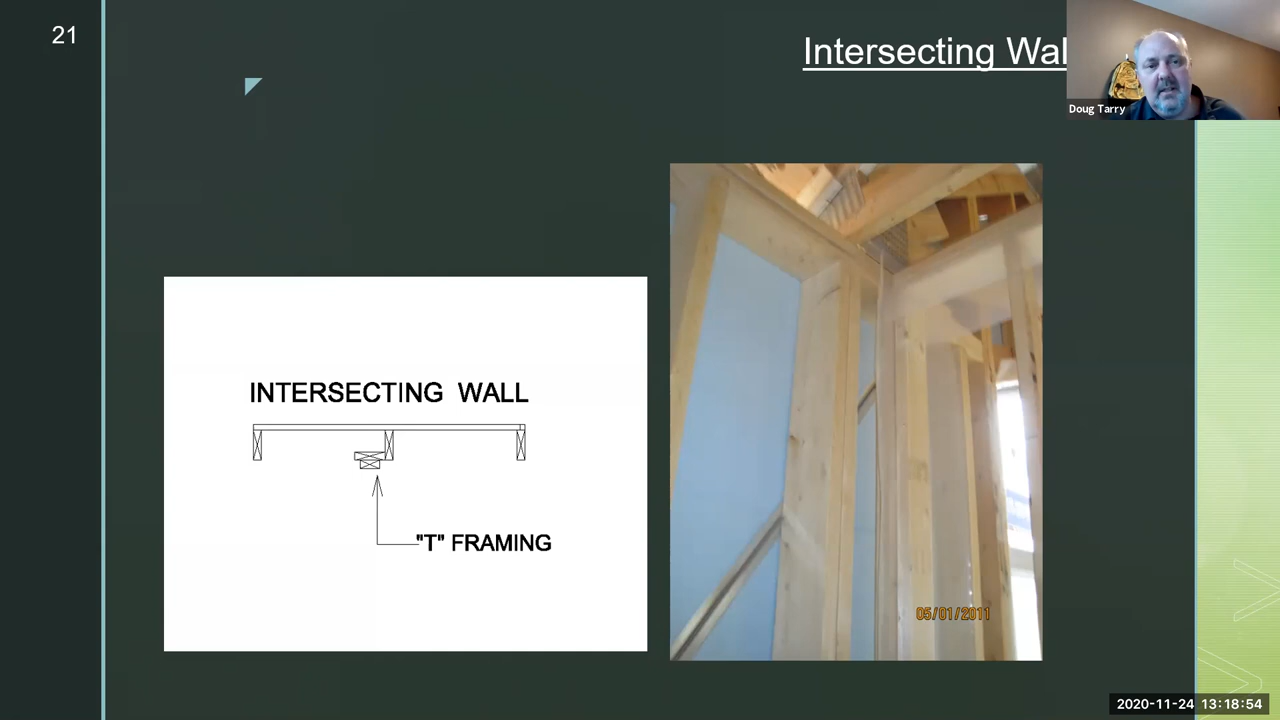 21
Intersecting Wal
Doug Tarry
INTERSECTING WALL
"T" FRAMING
05/01/2011
2020-11-24 13:18:54